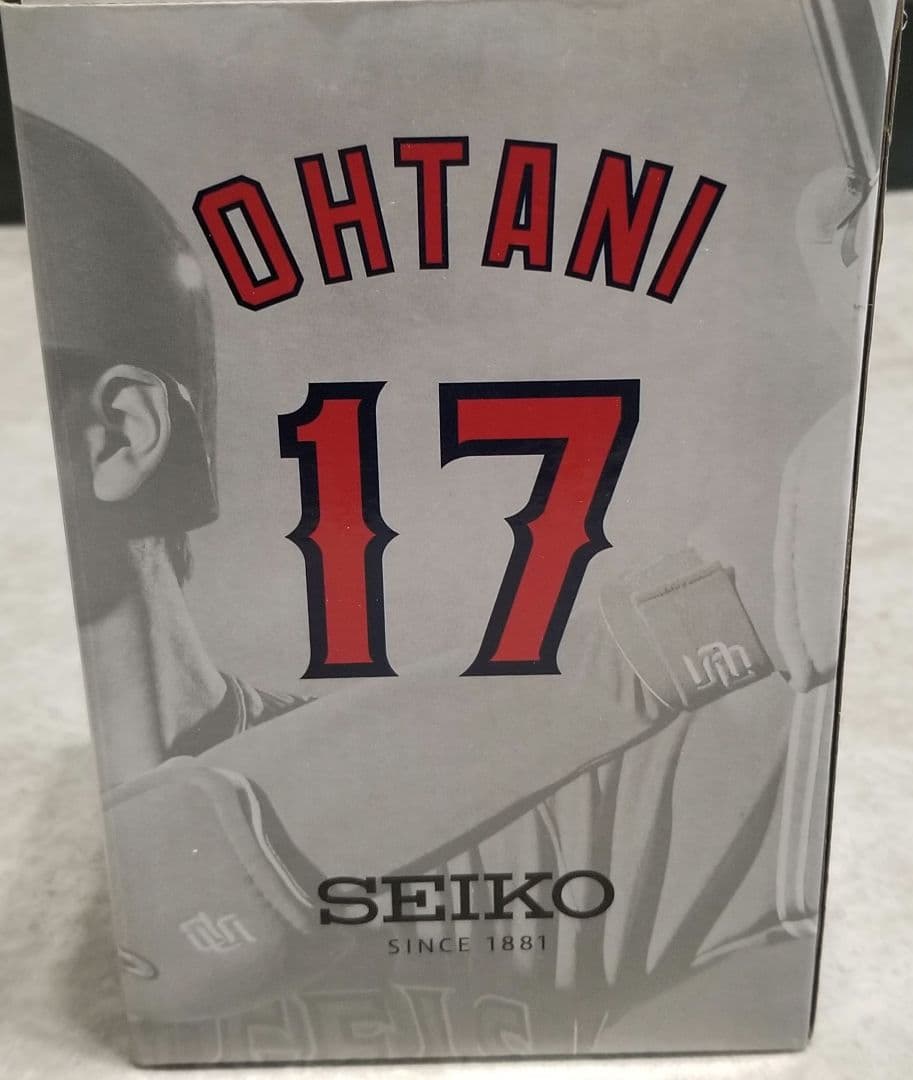 OHTANI
17
SEIKO
SINCE 1881